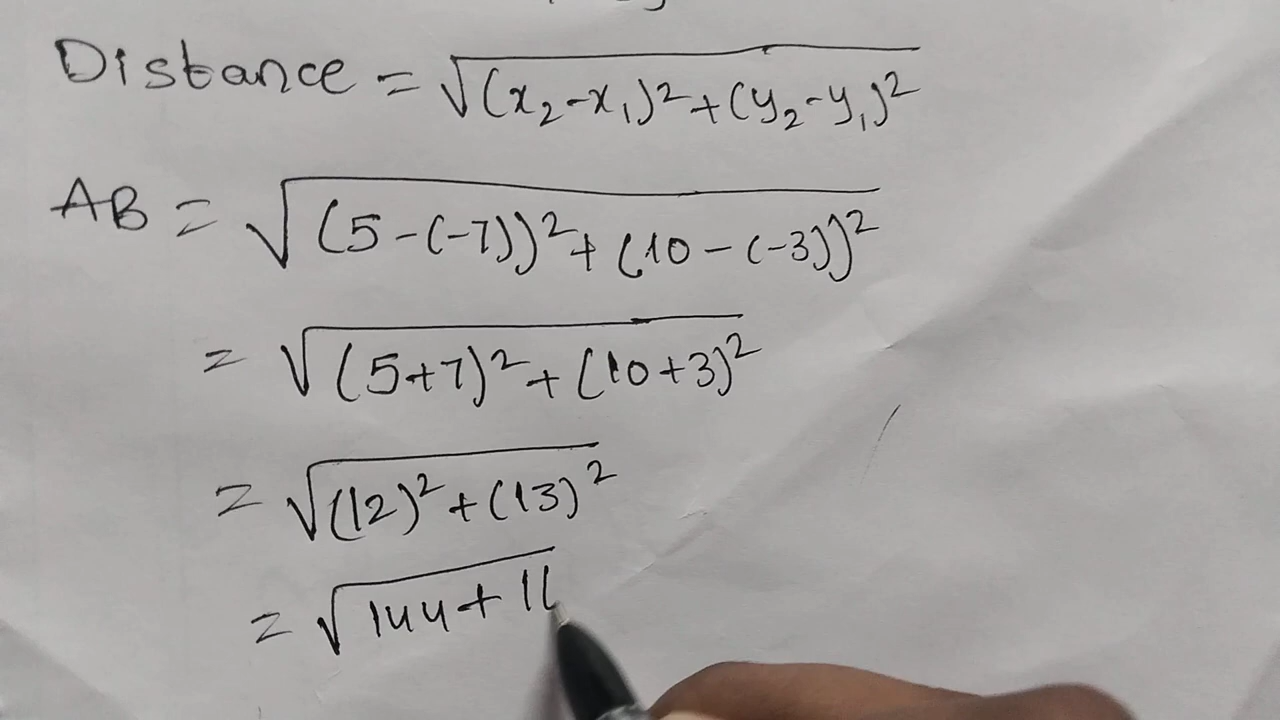 Distance = √(x₂-x₁)²+(y₂-y₁)²
AB = √(5-(-7))²+(10-(-3))²
= √(5+7)²+(10+3)²
= √(12)²+(13)²
= √144+1